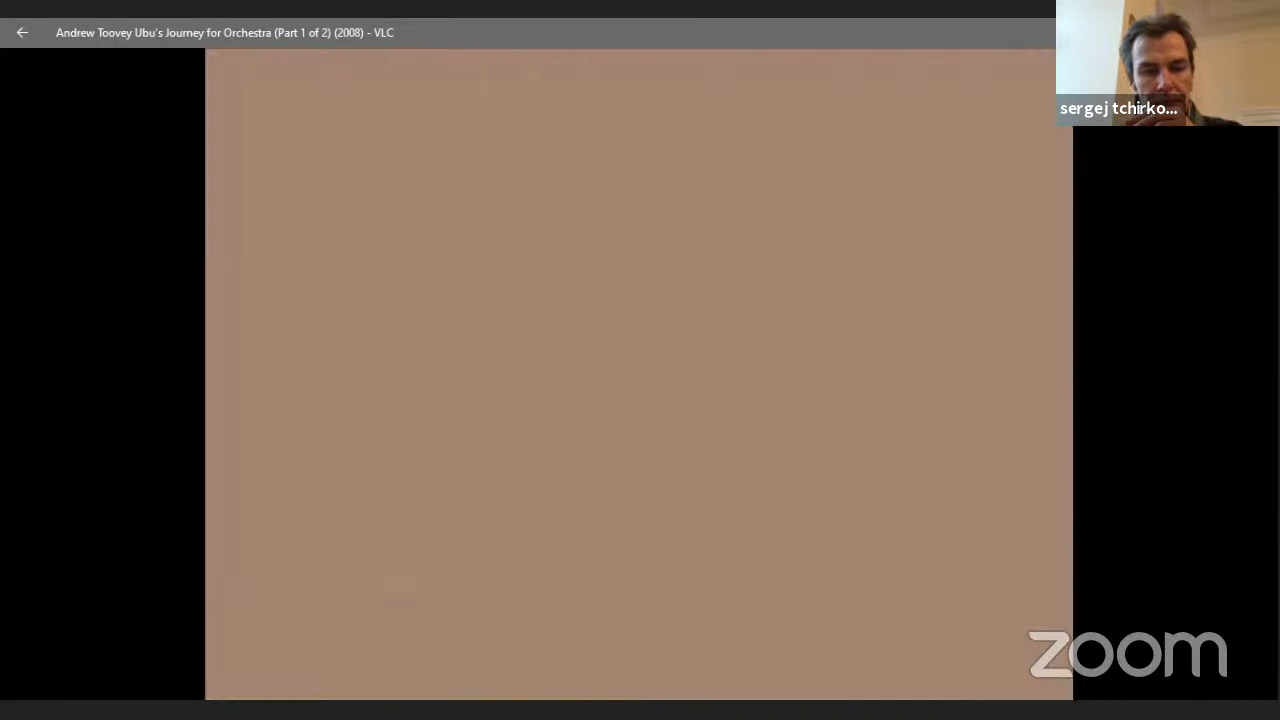 Andrew Toovey Ubu's Journey for Orchestra (Part 1 of 2) (2008) - VLC
sergej tchirko...
zoom